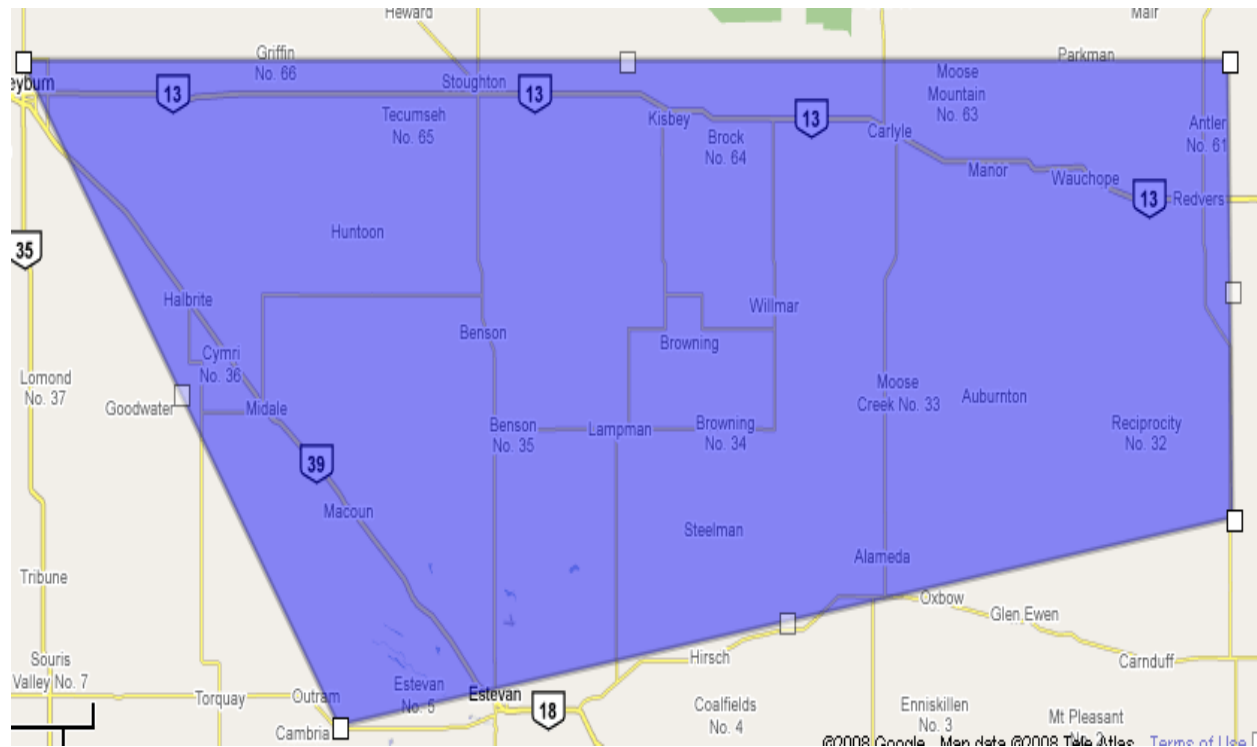 Heward
Mair
Griffin
No. 66
Parkman
eyburn
13
Stoughton
13
Moose
Mountain
No. 63
Tecumseh
No. 65
Kisbey
13
Brock
No. 64
Carlyle
Antler
No. 61
Manor
Wauchope
13
Redvers
35
Huntoon
Halbrite
Willmar
Benson
Browning
Cymri
No. 36
Lomond
No. 37
Goodwater
Midale
Moose
Creek No. 33
Auburnton
Benson
No. 35
Lampman
Browning
No. 34
Reciprocity
No. 32
39
Macoun
Steelman
Alameda
Tribune
Oxbow
Glen Ewen
Souris
Valley No. 7
Hirsch
Carnduff
Torquay
Outram
Estevan
No. 5
Estevan
18
Cambria
Coalfields
No. 4
Enniskillen
No. 3
Mt Pleasant
No. 2
©2008 Google - Map data ©2008 Tele Atlas - Terms of Use